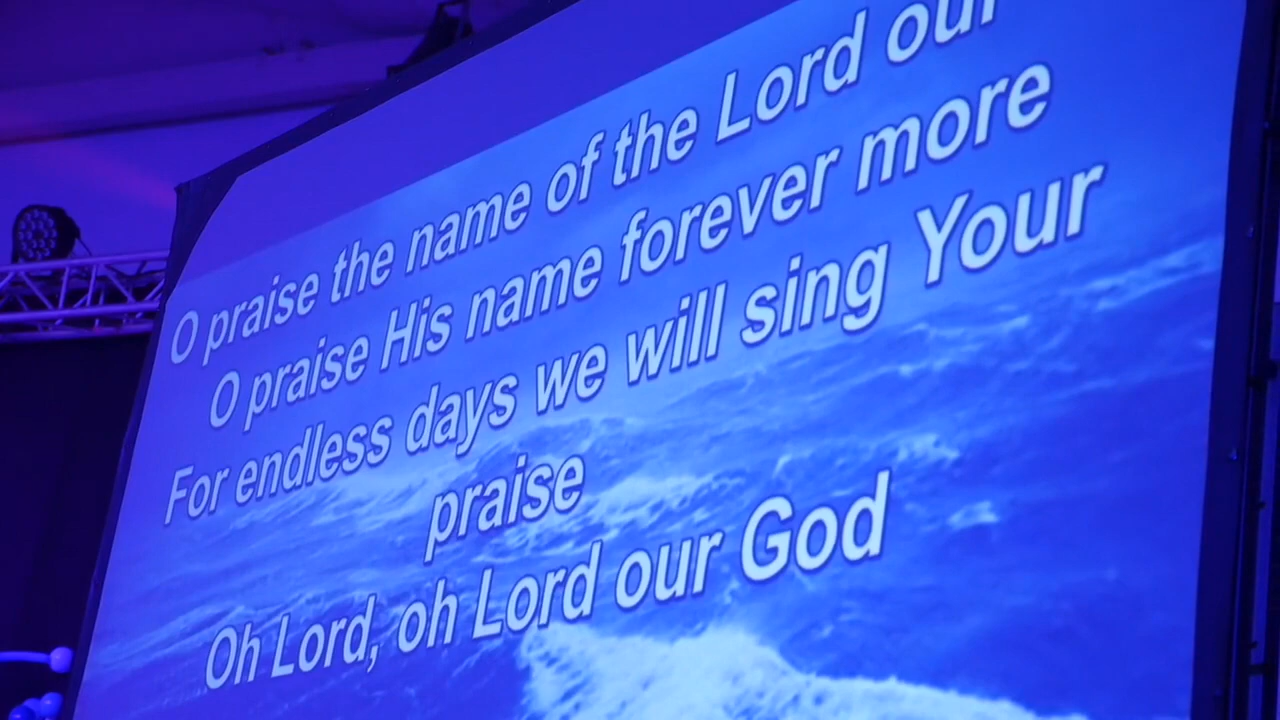 O praise the name of the Lord our
O praise His name forever more
For endless days we will sing Your
praise
Oh Lord, oh Lord our God